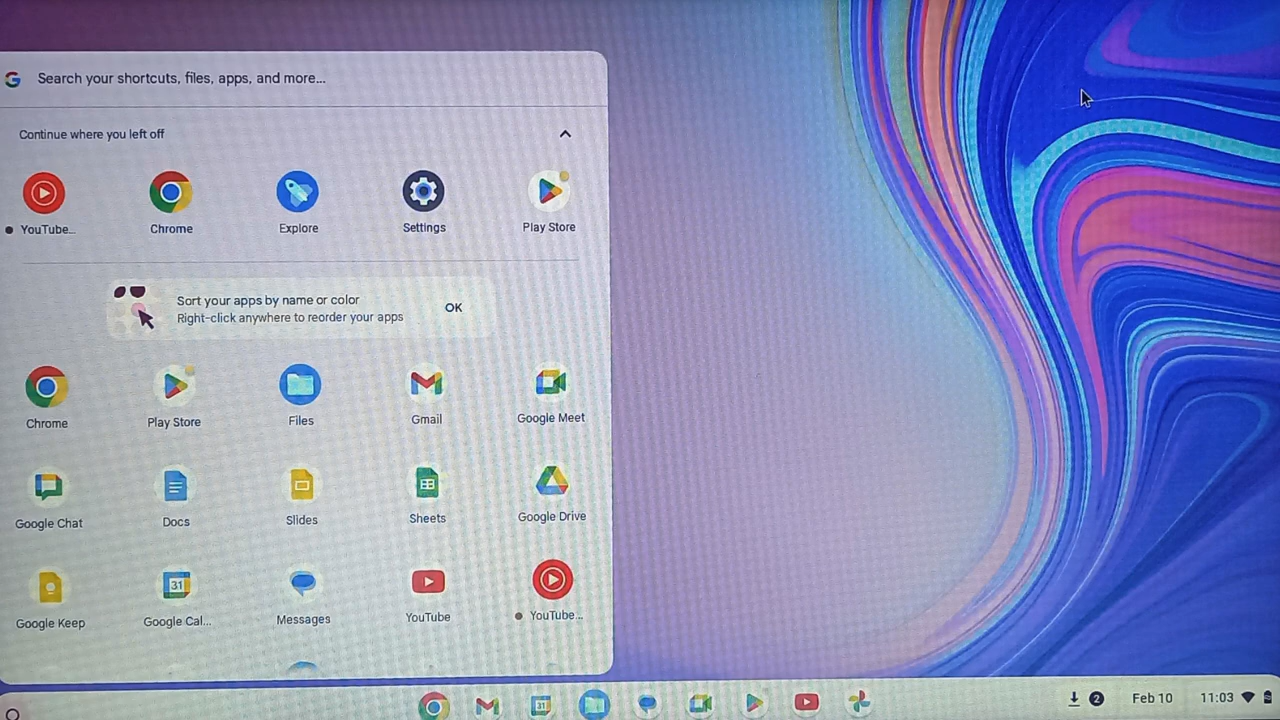 Search your shortcuts, files, apps, and more...
Continue where you left off
YouTube...
Chrome
Explore
Settings
Play Store
Sort your apps by name or color
Right-click anywhere to reorder your apps
OK
Chrome
Play Store
Files
Gmail
Google Meet
Google Chat
Docs
Slides
Sheets
Google Drive
31
Google Keep
Google Cal...
Messages
YouTube
YouTube...
31
2
Feb 10
11:03